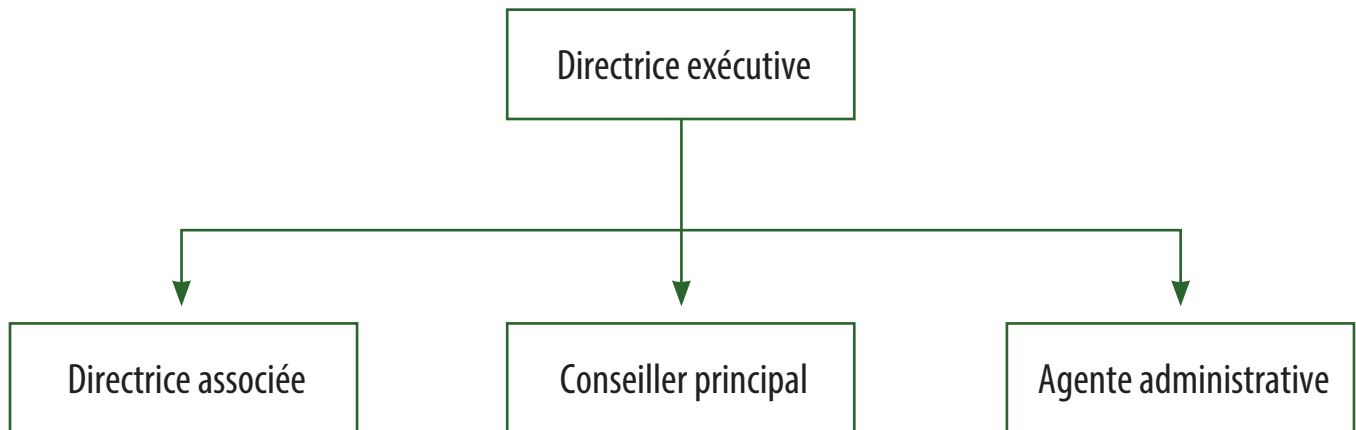 Directrice exécutive
Directrice associée
Conseiller principal
Agente administrative